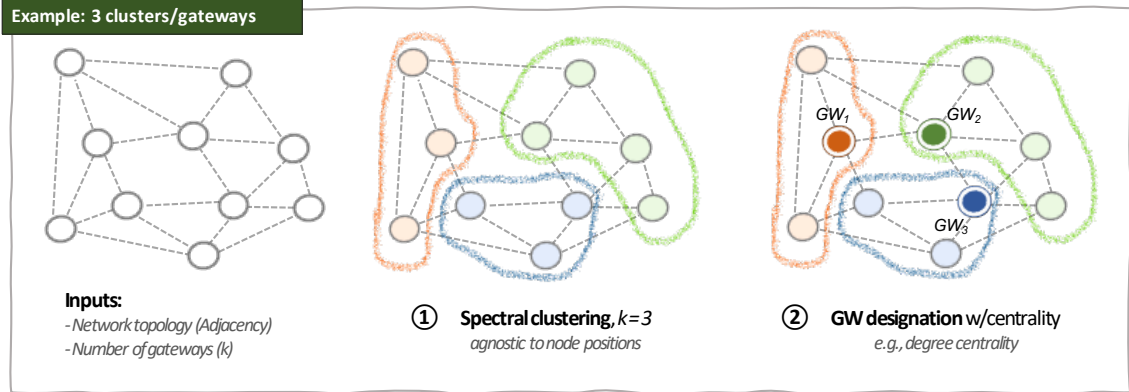 Example: 3 clusters/gateways
GW1
GW2
GW3
Inputs:
- Network topology (Adjacency)
- Number of gateways (k)
① Spectral clustering, k = 3
agnostic to node positions
② GW designation w/centrality
e.g., degree centrality